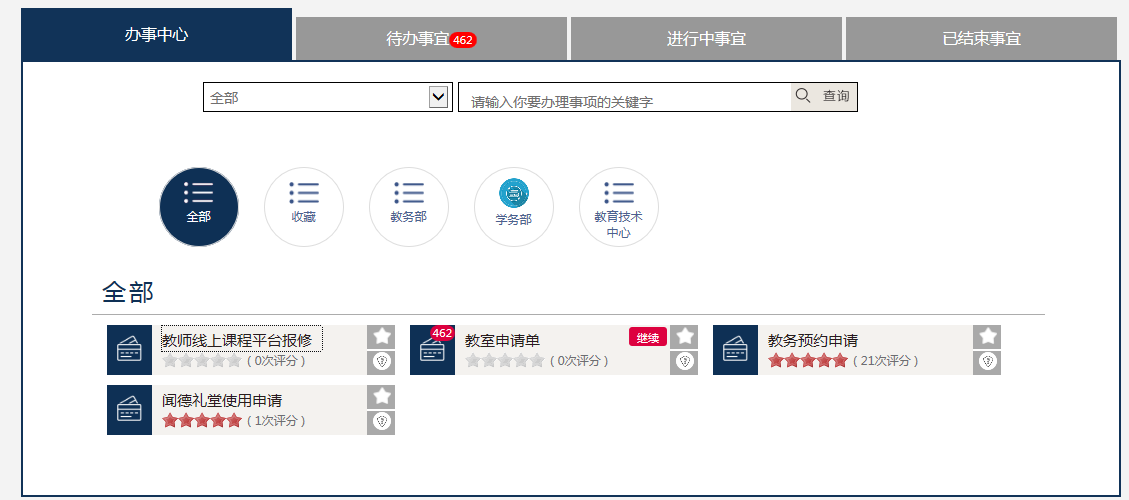 办事中心
待办事宜 462
进行中事宜
已结束事宜
全部
请输入你要办理事项的关键字
查询
全部
收藏
教务部
学务部
教育技术
中心
全部
教师线上课程平台报修
( 0次评分 )
462
教室申请单
继续
( 0次评分 )
教务预约申请
( 21次评分 )
闻德礼堂使用申请
( 1次评分 )